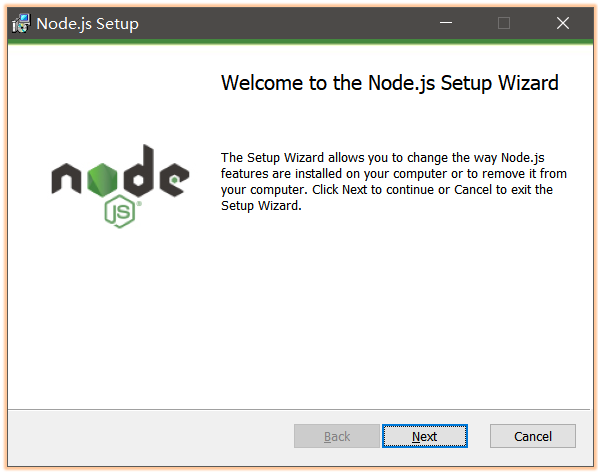 Node.js Setup
Welcome to the Node.js Setup Wizard
node
JS
The Setup Wizard allows you to change the way Node.js
features are installed on your computer or to remove it from
your computer. Click Next to continue or Cancel to exit the
Setup Wizard.
Back Next Cancel